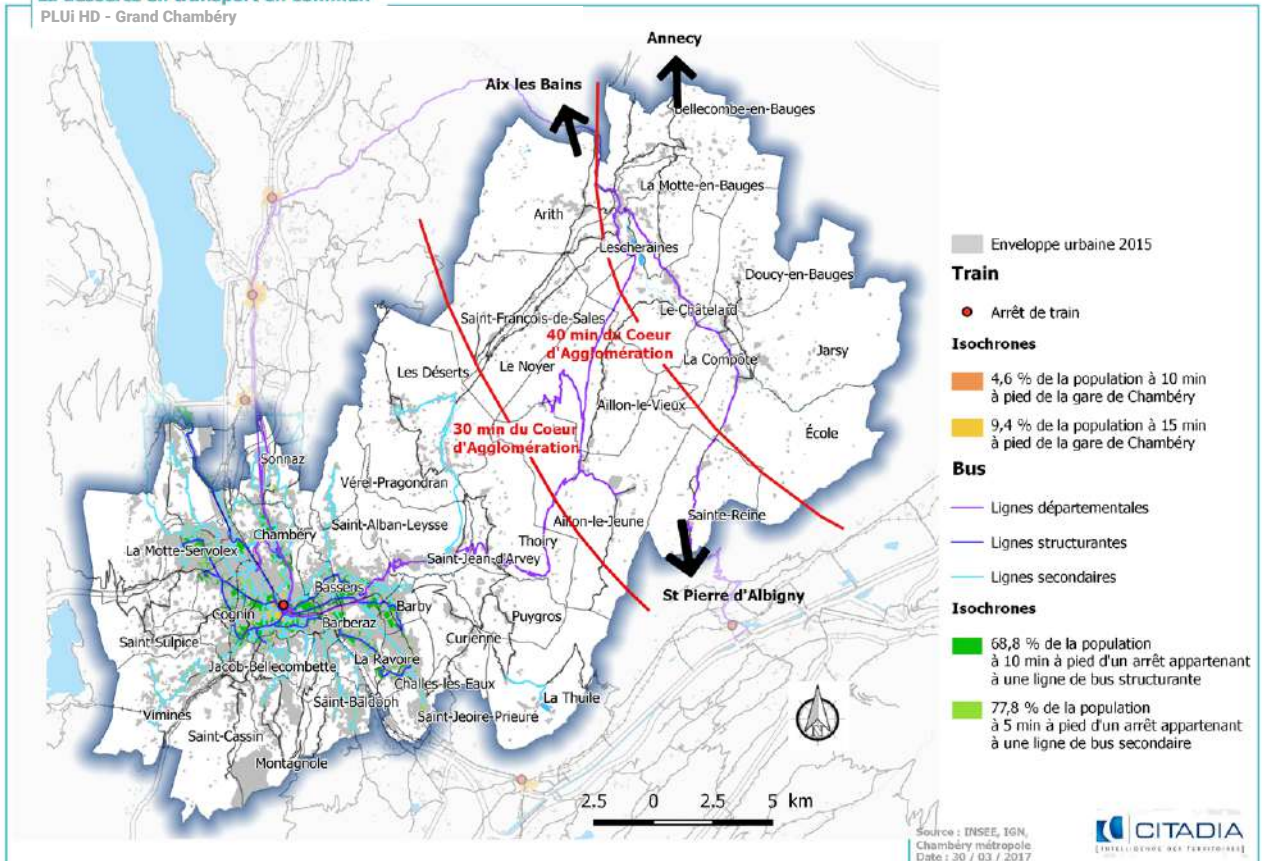 PLUi HD - Grand Chambéry
Annecy
Aix les Bains
Bellecombe-en-Bauges
La Motte-en-Bauges
Arith
Lescheraines
Doucy-en-Bauges
Le Châtelard
Saint-François-de-Sales
40 min du Coeur
d'Agglomération
La Compôte
Jarsy
Les Déserts
Le Noyer
Aillon-le-Vieux
École
30 min du Coeur
d'Agglomération
Sonnaz
Vérel-Pragondran
Saint-Alban-Leysse
Aillon-le-Jeune
Sainte-Reine
Chambéry
La Motte-Servolex
Thoiry
Saint-Jean-d'Arvey
Bassens
St Pierre d'Albigny
Cognin
Barby
Barberaz
Puygros
Saint-Sulpice
Curienne
La Ravoire
Jacob-Bellecombette
Challes-les-Eaux
La Thuile
Saint-Baldoph
Vimines
Saint-Jeoire-Prieuré
Saint-Cassin
Montagnole
N
2.5 0 2.5 5 km
Enveloppe urbaine 2015
Train
Arrêt de train
Isochrones
4,6 % de la population à 10 min
à pied de la gare de Chambéry
9,4 % de la population à 15 min
à pied de la gare de Chambéry
Bus
Lignes départementales
Lignes structurantes
Lignes secondaires
Isochrones
68,8 % de la population
à 10 min à pied d'un arrêt appartenant
à une ligne de bus structurante
77,8 % de la population
à 5 min à pied d'un arrêt appartenant
à une ligne de bus secondaire
Source : INSEE, IGN,
Chambéry métropole
Date : 30 / 03 / 2017
CITADIA
[INTELLIGENCE DES TERRITOIRES]